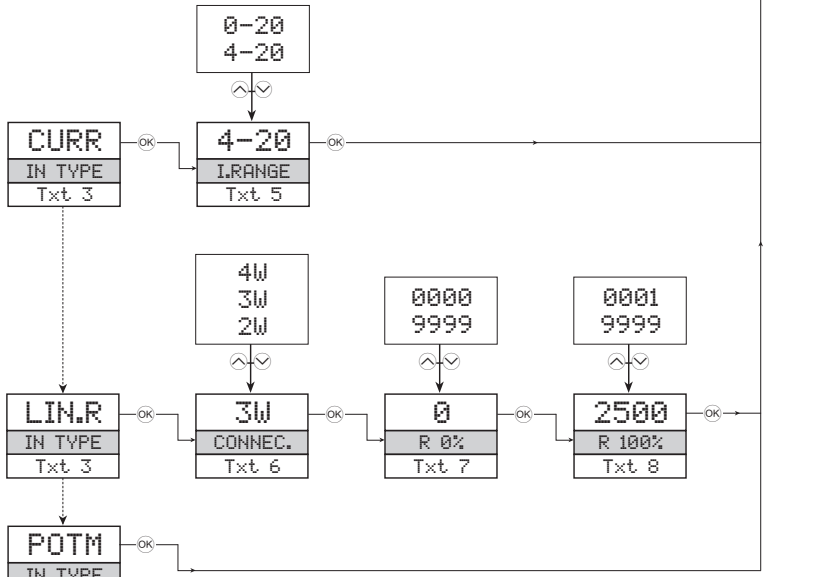 0-20
4-20
CURR
OK
4-20
OK
IN TYPE
I.RANGE
Txt 3
Txt 5
4W
3W
2W
0000
9999
0001
9999
LIN.R
OK
3W
OK
0
OK
2500
OK
IN TYPE
CONNEC.
R 0%
R 100%
Txt 3
Txt 6
Txt 7
Txt 8
POTM
OK
IN TYPE